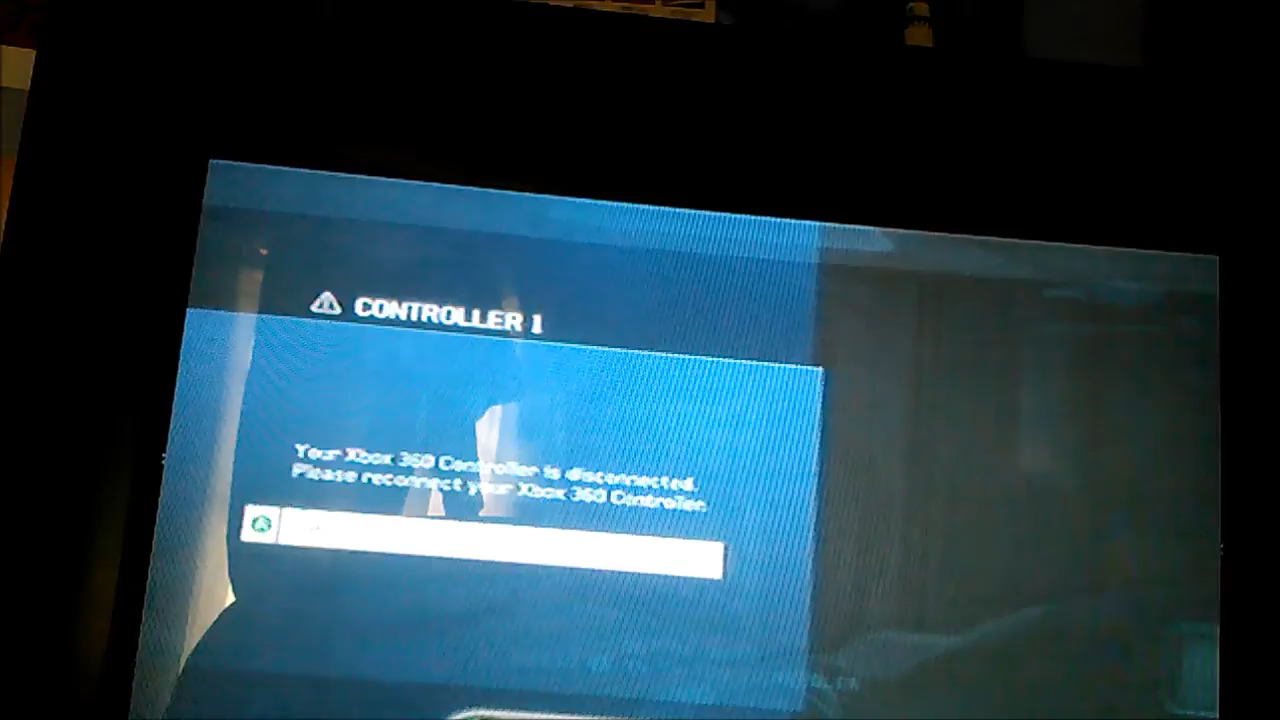 CONTROLLER 1
Your Xbox 360 Controller is disconnected.
Please reconnect your Xbox 360 Controller.
A